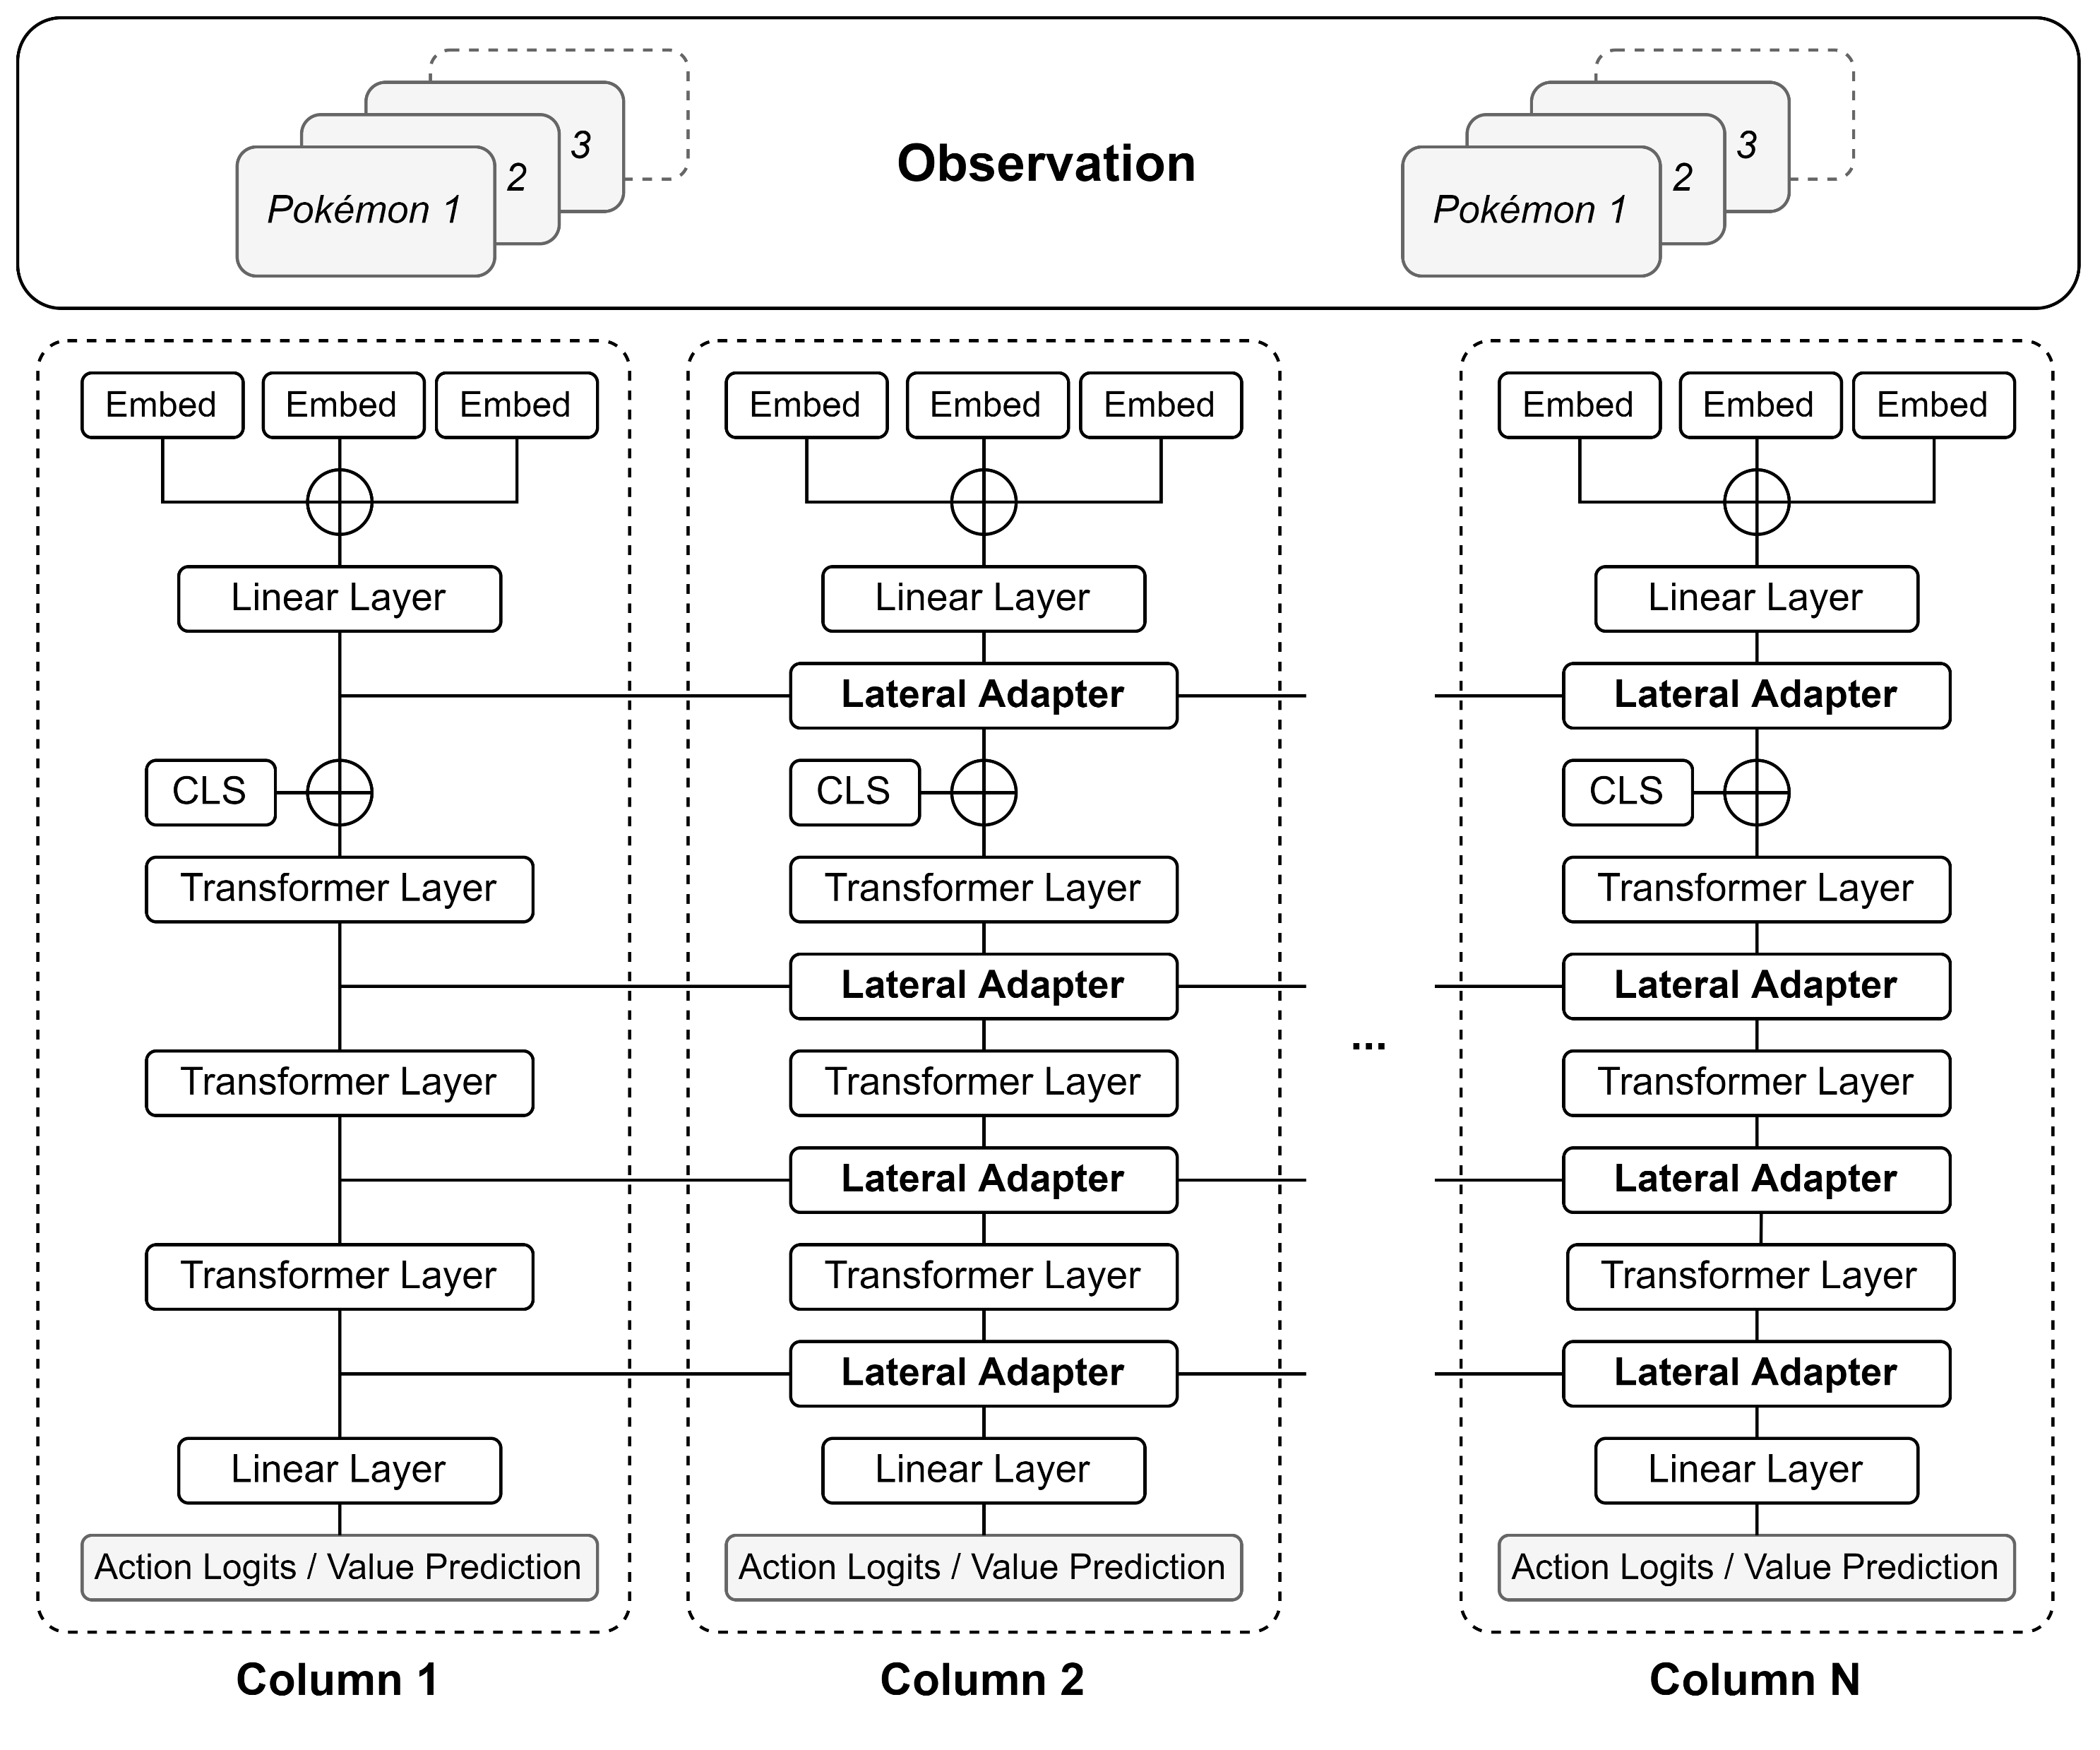 Observation
Pokémon 1
2
3
Pokémon 1
2
3
Embed
Embed
Embed
Linear Layer
CLS
Transformer Layer
Transformer Layer
Transformer Layer
Linear Layer
Action Logits / Value Prediction
Column 1
Embed
Embed
Embed
Linear Layer
Lateral Adapter
CLS
Transformer Layer
Lateral Adapter
Transformer Layer
Lateral Adapter
Transformer Layer
Lateral Adapter
Linear Layer
Action Logits / Value Prediction
Column 2
...
Embed
Embed
Embed
Linear Layer
Lateral Adapter
CLS
Transformer Layer
Lateral Adapter
Transformer Layer
Lateral Adapter
Transformer Layer
Lateral Adapter
Linear Layer
Action Logits / Value Prediction
Column N